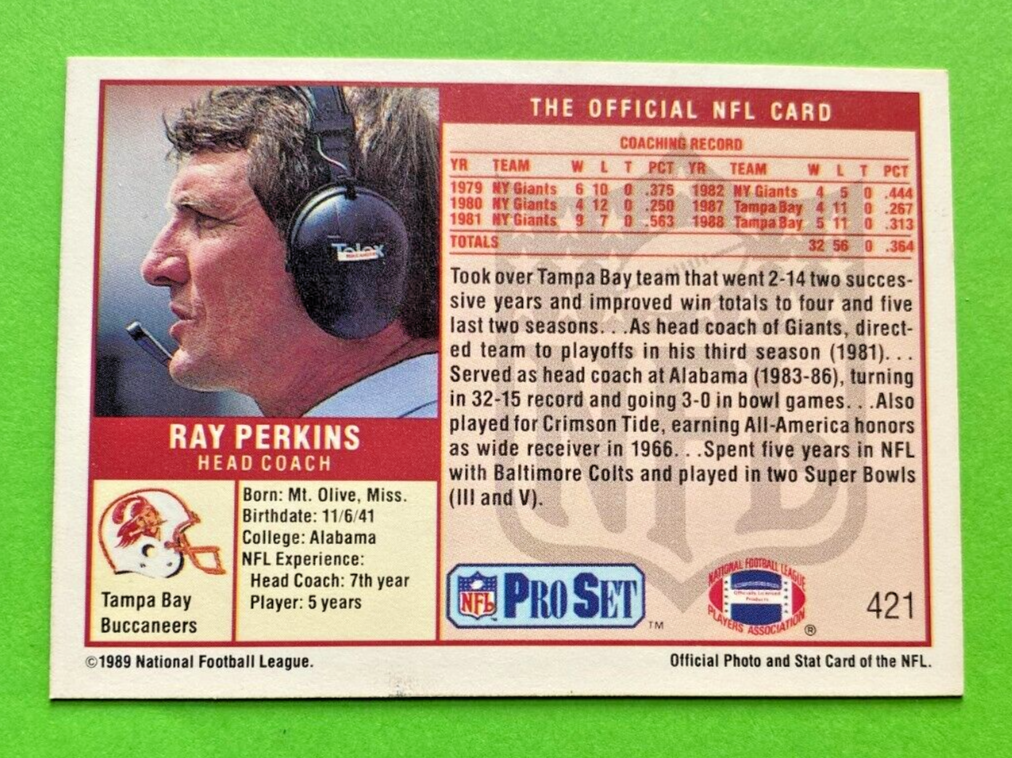 THE OFFICIAL NFL CARD
COACHING RECORD
YR TEAM W L T PCT YR TEAM W L T PCT
1979 NY Giants 6 10 0 .375 1982 NY Giants 4 5 0 .444
1980 NY Giants 4 12 0 .250 1987 Tampa Bay 4 11 0 .267
1981 NY Giants 9 7 0 .563 1988 Tampa Bay 5 11 0 .313
TOTALS 32 56 0 .364
Took over Tampa Bay team that went 2-14 two succes-
sive years and improved win totals to four and five
last two seasons. . .As head coach of Giants, direct-
ed team to playoffs in his third season (1981). . .
Served as head coach at Alabama (1983-86), turning
in 32-15 record and going 3-0 in bowl games. . .Also
played for Crimson Tide, earning All-America honors
as wide receiver in 1966. . .Spent five years in NFL
with Baltimore Colts and played in two Super Bowls
(III and V).
Telex
RAY PERKINS
HEAD COACH
Born: Mt. Olive, Miss.
Birthdate: 11/6/41
College: Alabama
NFL Experience:
Head Coach: 7th year
Player: 5 years
Tampa Bay
Buccaneers
NFL
NFL PRO SET ™
NATIONAL FOOTBALL LEAGUE
Officially Licensed
Products
PLAYERS ASSOCIATION ®
421
©1989 National Football League.
Official Photo and Stat Card of the NFL.